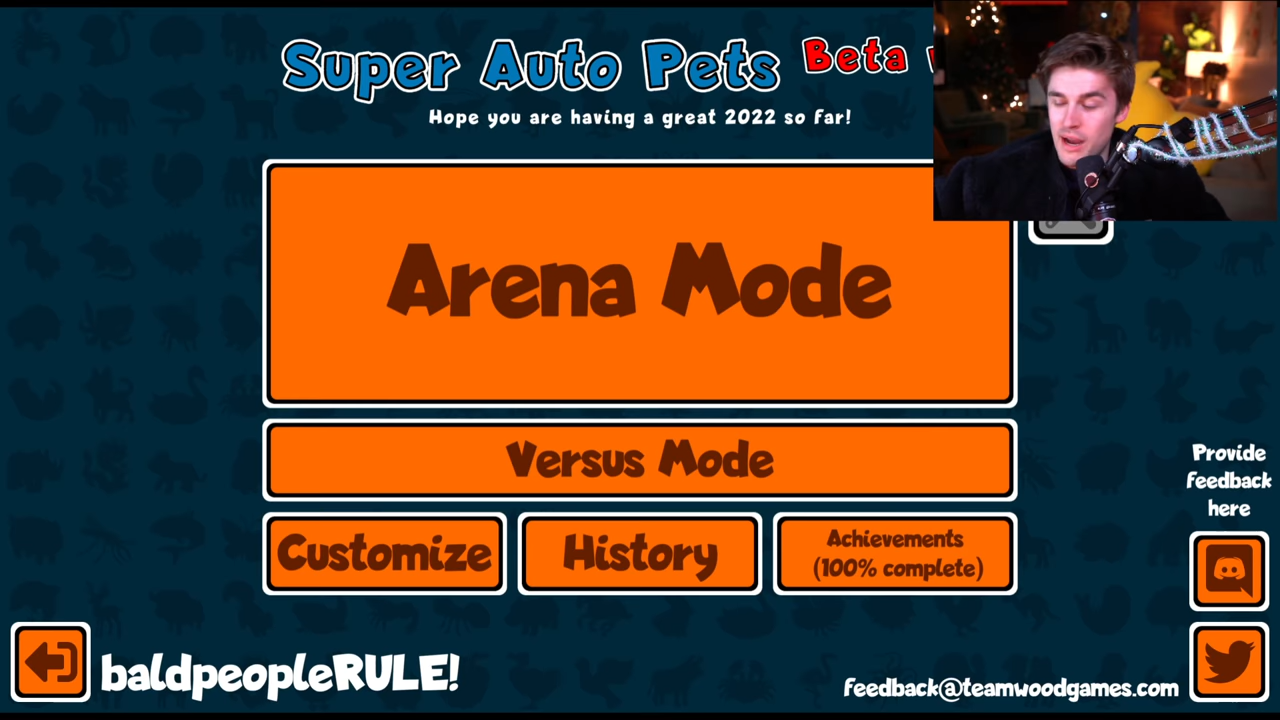 Super Auto Pets Beta
Hope you are having a great 2022 so far!
Arena Mode
Versus Mode
Customize
History
Achievements
(100% complete)
Provide
feedback
here
baldpeopleRULE!
feedback@teamwoodgames.com